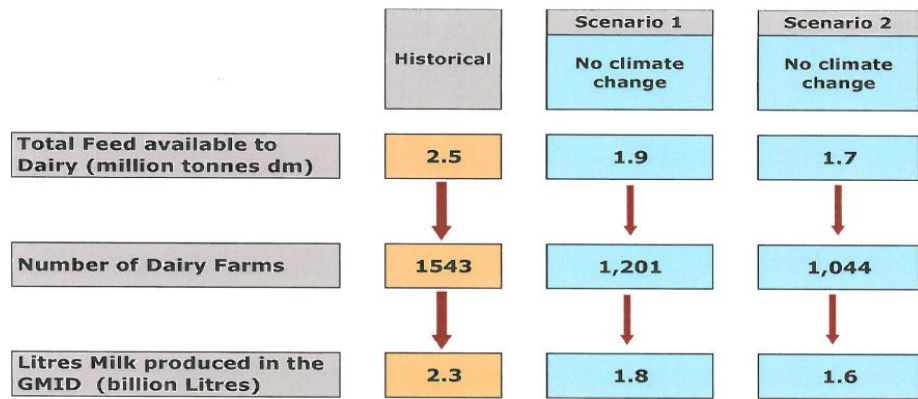 Historical
Scenario 1
No climate
change
Scenario 2
No climate
change
Total Feed available to
Dairy (million tonnes dm)
2.5
1.9
1.7
Number of Dairy Farms
1543
1,201
1,044
Litres Milk produced in the
GMID (billion Litres)
2.3
1.8
1.6